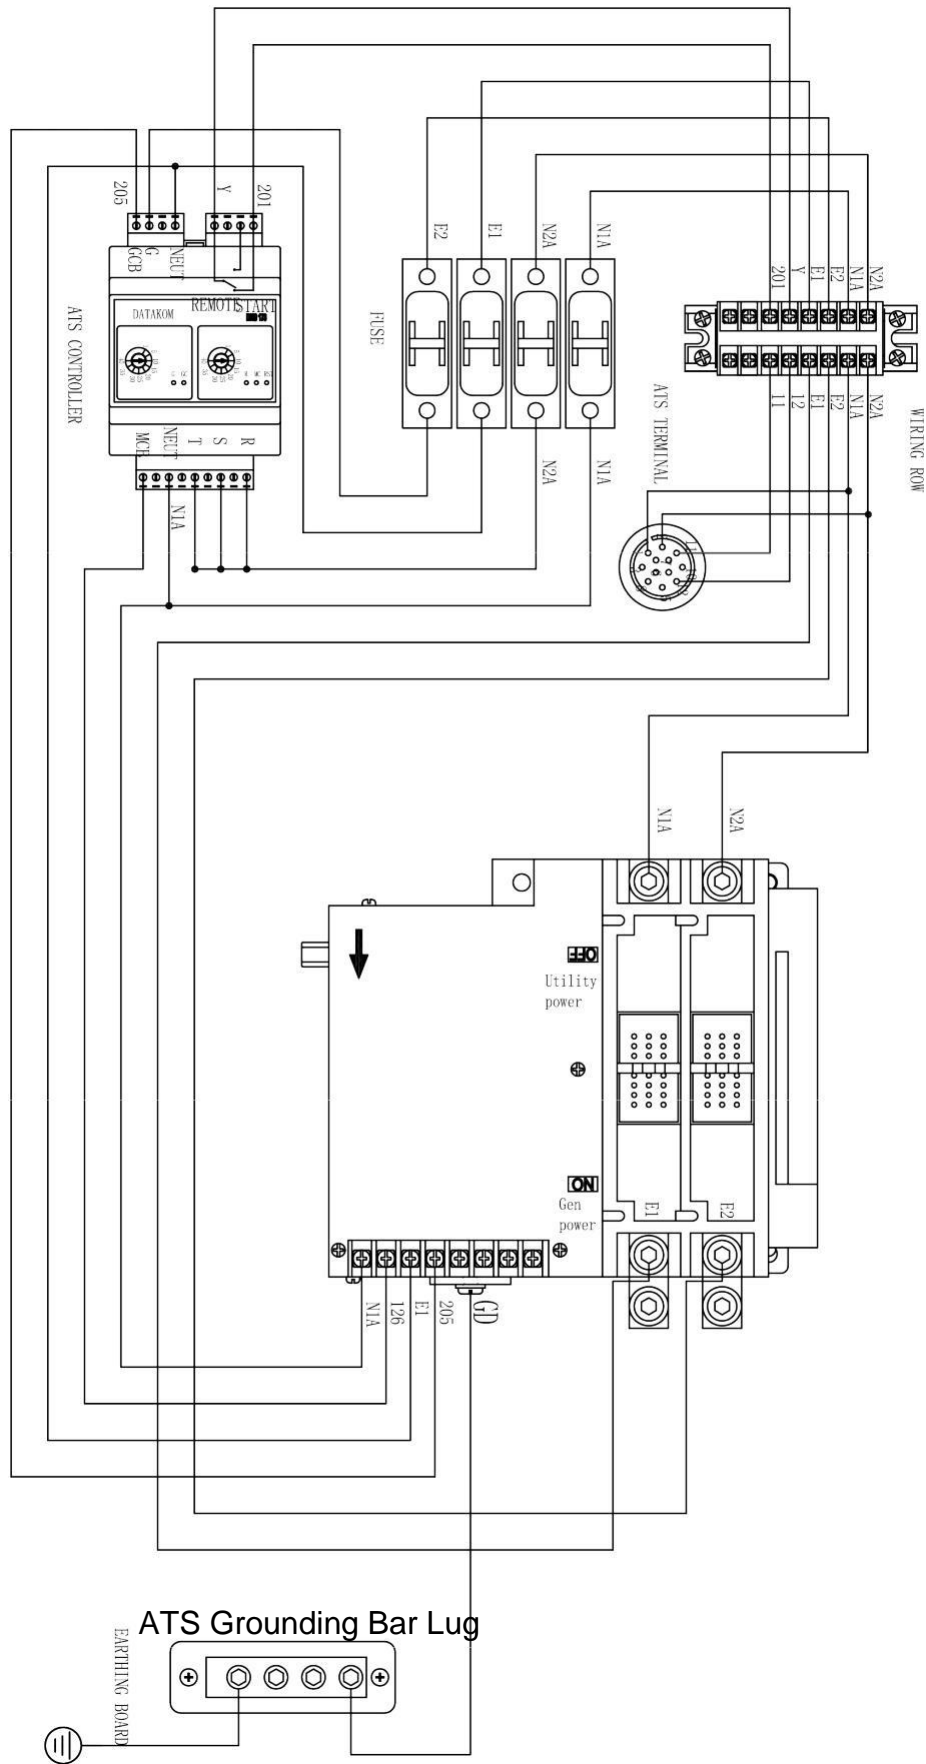 205
Y
201
GCB
G
NEUT
REMOTE START
DATAKOM
ATS CONTROLLER
MCB
NEUT
T
S
R
N1A
E2
E1
N2A
N1A
FUSE
N2A
N1A
201
Y
E1
E2
N1A
N2A
11
12
E1
E2
N1A
N2A
WIRING ROW
ATS TERMINAL
N1A
N2A
OFF
Utility
power
ON
Gen
power
E1
E2
N1A
126
E1
205
GD
ATS Grounding Bar Lug
EARTHING BOARD